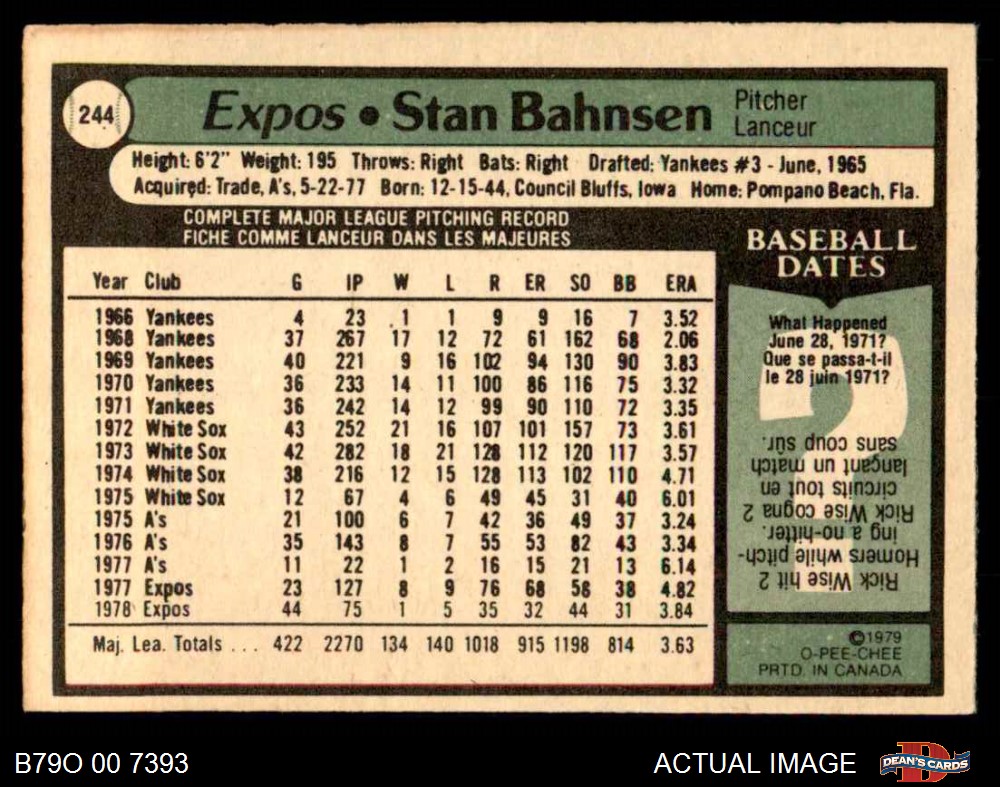 244
Expos • Stan Bahnsen
Pitcher
Lanceur
Height: 6'2" Weight: 195 Throws: Right Bats: Right Drafted: Yankees #3 - June, 1965
Acquired: Trade, A's, 5-22-77 Born: 12-15-44, Council Bluffs, Iowa Home: Pompano Beach, Fla.
COMPLETE MAJOR LEAGUE PITCHING RECORD
FICHE COMME LANCEUR DANS LES MAJEURES
Year Club G IP W L R ER SO BB ERA
1966 Yankees 4 23 1 1 9 9 16 7 3.52
1968 Yankees 37 267 17 12 72 61 162 68 2.06
1969 Yankees 40 221 9 16 102 94 130 90 3.83
1970 Yankees 36 233 14 11 100 86 116 75 3.32
1971 Yankees 36 242 14 12 99 90 110 72 3.35
1972 White Sox 43 252 21 16 107 101 157 73 3.61
1973 White Sox 42 282 18 21 128 112 120 117 3.57
1974 White Sox 38 216 12 15 128 113 102 110 4.71
1975 White Sox 12 67 4 6 49 45 31 40 6.01
1975 A's 21 100 6 7 42 36 49 37 3.24
1976 A's 35 143 8 7 55 53 82 43 3.34
1977 A's 11 22 1 2 16 15 21 13 6.14
1977 Expos 23 127 8 9 76 68 58 38 4.82
1978 Expos 44 75 1 5 35 32 44 31 3.84
Maj. Lea. Totals ... 422 2270 134 140 1018 915 1198 814 3.63
BASEBALL
DATES
What Happened
June 28, 1971?
Que se passa-t-il
le 28 juin 1971?
Rick Wise hit 2
Homers while pitch-
ing a no-hitter.
Rick Wise cogna 2
circuits tout en
lançant un match
sans coup sûr.
©1979
O-PEE-CHEE
PRTD. IN CANADA
B79O 00 7393
ACTUAL IMAGE
DEAN'S CARDS